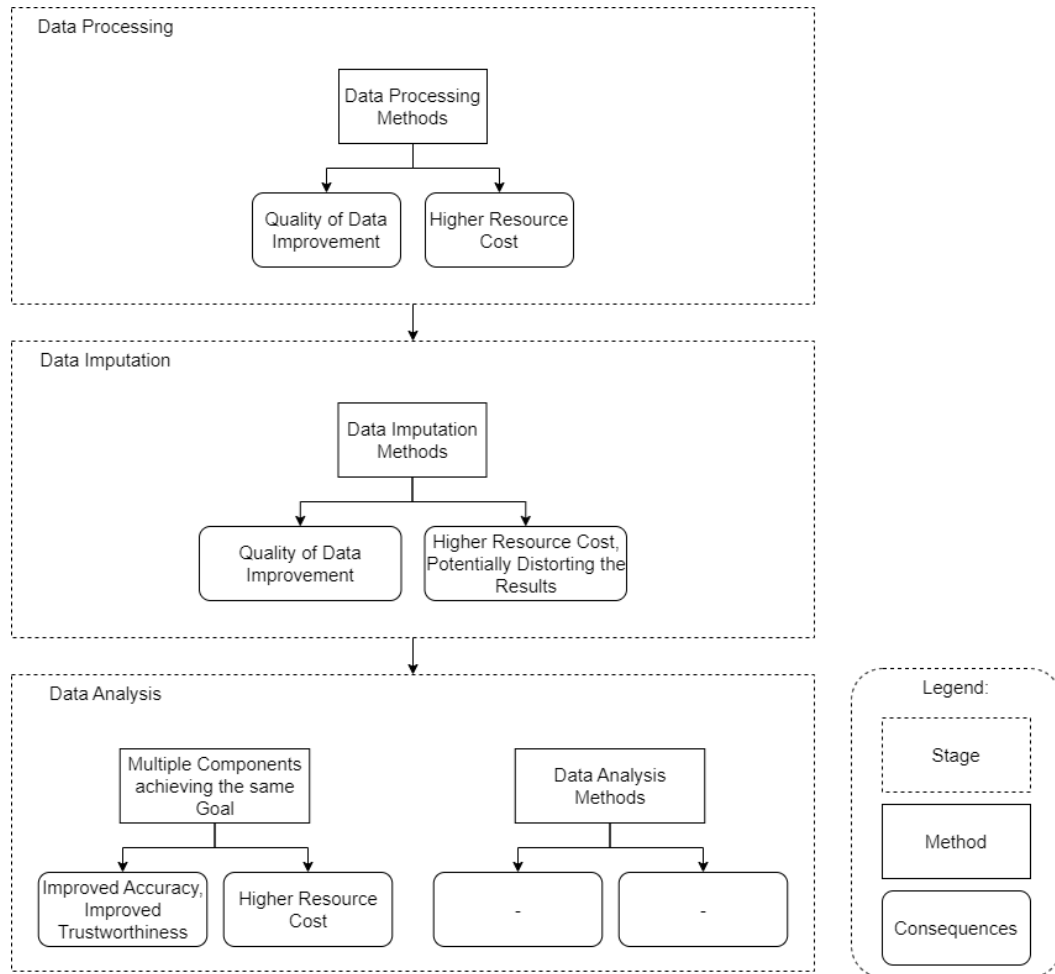 Data Processing
Data Processing
Methods
Quality of Data
Improvement
Higher Resource
Cost
Data Imputation
Data Imputation
Methods
Quality of Data
Improvement
Higher Resource Cost,
Potentially Distorting the
Results
Data Analysis
Multiple Components
achieving the same
Goal
Data Analysis
Methods
Improved Accuracy,
Improved
Trustworthiness
Higher Resource
Cost
-
-
Legend:
Stage
Method
Consequences